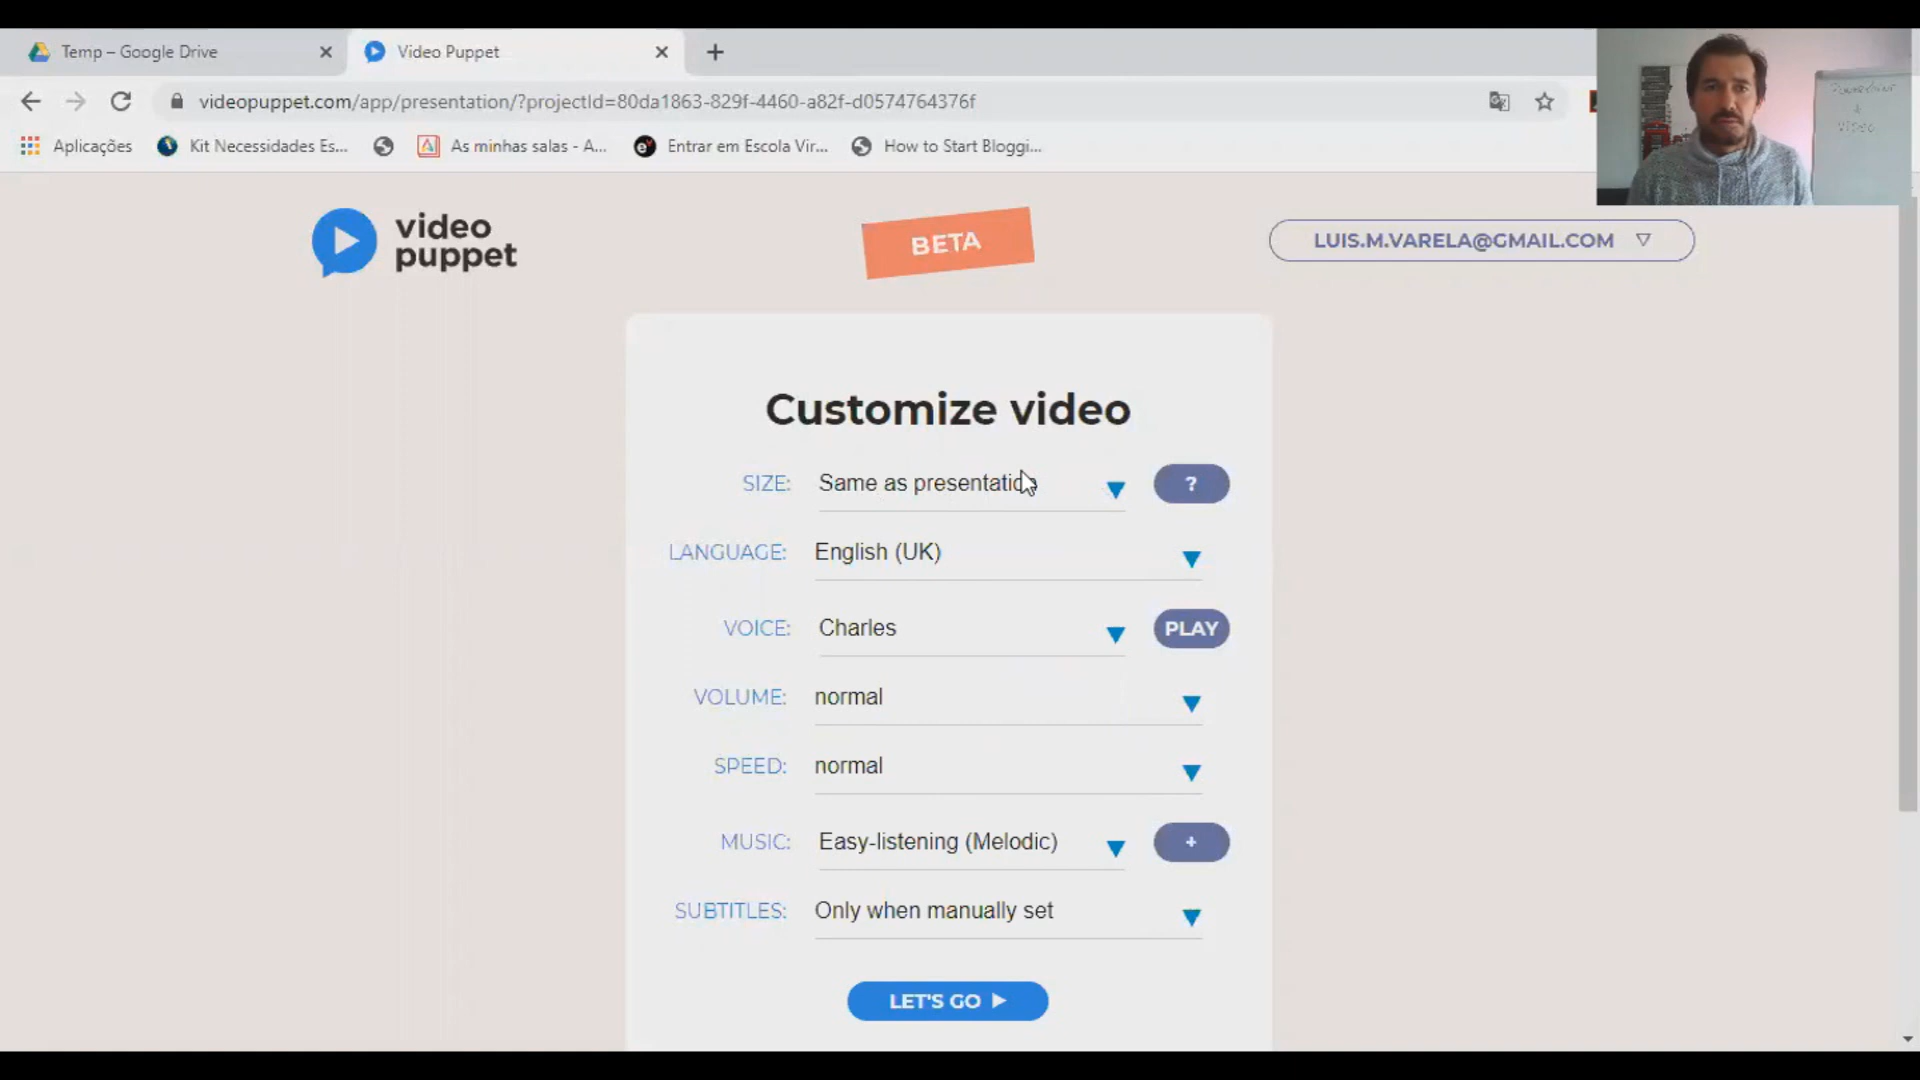 Temp – Google Drive
Video Puppet
videopuppet.com/app/presentation/?projectId=80da1863-829f-4460-a82f-d0574764376f
Aplicações
Kit Necessidades Es...
As minhas salas - A...
Entrar em Escola Vir...
How to Start Bloggi...
POWERPOINT
VIDEO
video
puppet
BETA
LUIS.M.VARELA@GMAIL.COM
Customize video
SIZE: Same as presentation ?
LANGUAGE: English (UK)
VOICE: Charles PLAY
VOLUME: normal
SPEED: normal
MUSIC: Easy-listening (Melodic) +
SUBTITLES: Only when manually set
LET'S GO